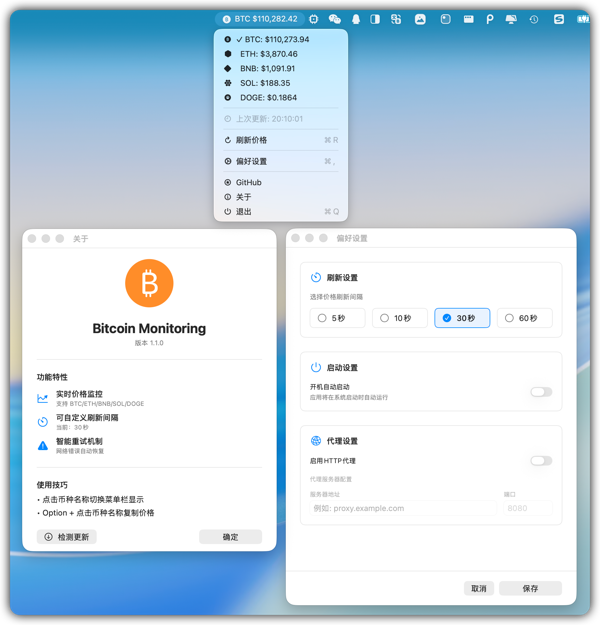 BTC $110,282.42
✓ BTC: $110,273.94
ETH: $3,870.46
BNB: $1,091.91
SOL: $188.35
DOGE: $0.1864
上次更新: 20:10:01
刷新价格 ⌘ R
偏好设置 ⌘ ,
GitHub
关于
退出 ⌘ Q
关于
Bitcoin Monitoring
版本 1.1.0
功能特性
实时价格监控
支持 BTC/ETH/BNB/SOL/DOGE
可自定义刷新间隔
当前: 30秒
智能重试机制
网络错误自动恢复
使用技巧
• 点击币种名称切换菜单栏显示
• Option + 点击币种名称复制价格
检测更新
确定
偏好设置
刷新设置
选择价格刷新间隔
5秒
10秒
30秒
60秒
启动设置
开机自动启动
应用将在系统启动时自动运行
代理设置
启用HTTP代理
代理服务器配置
服务器地址 端口
例如: proxy.example.com 8080
取消
保存